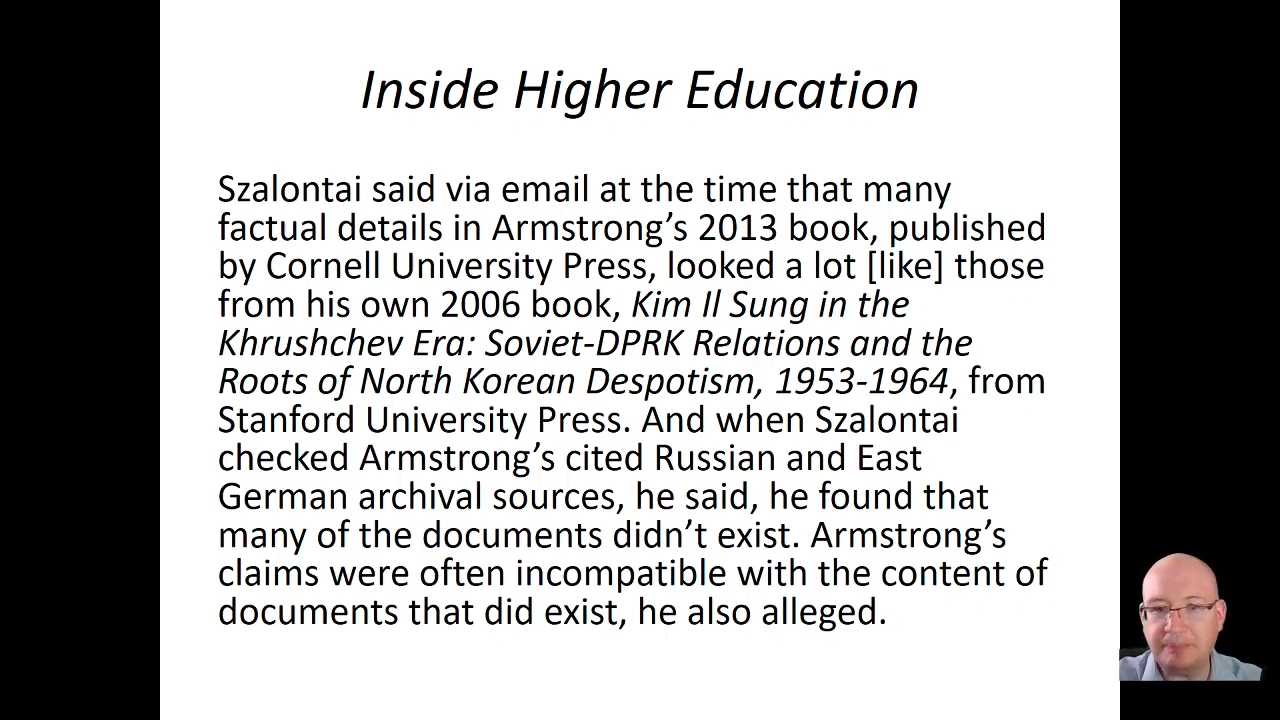 Inside Higher Education
Szalontai said via email at the time that many
factual details in Armstrong’s 2013 book, published
by Cornell University Press, looked a lot [like] those
from his own 2006 book, Kim Il Sung in the
Khrushchev Era: Soviet-DPRK Relations and the
Roots of North Korean Despotism, 1953-1964, from
Stanford University Press. And when Szalontai
checked Armstrong’s cited Russian and East
German archival sources, he said, he found that
many of the documents didn’t exist. Armstrong’s
claims were often incompatible with the content of
documents that did exist, he also alleged.